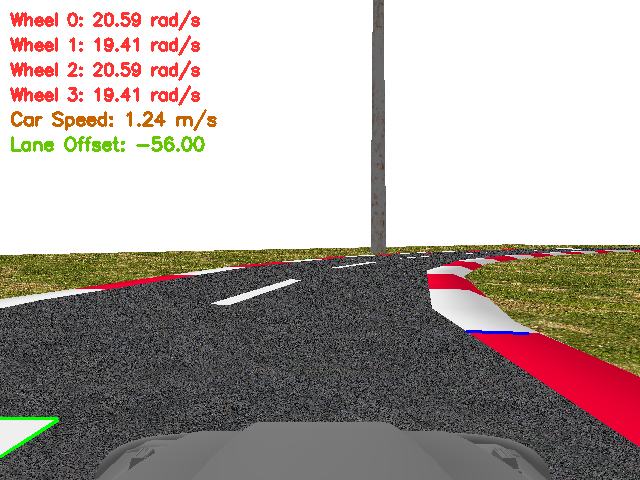 Wheel 0: 20.59 rad/s
Wheel 1: 19.41 rad/s
Wheel 2: 20.59 rad/s
Wheel 3: 19.41 rad/s
Car Speed: 1.24 m/s
Lane Offset: -56.00